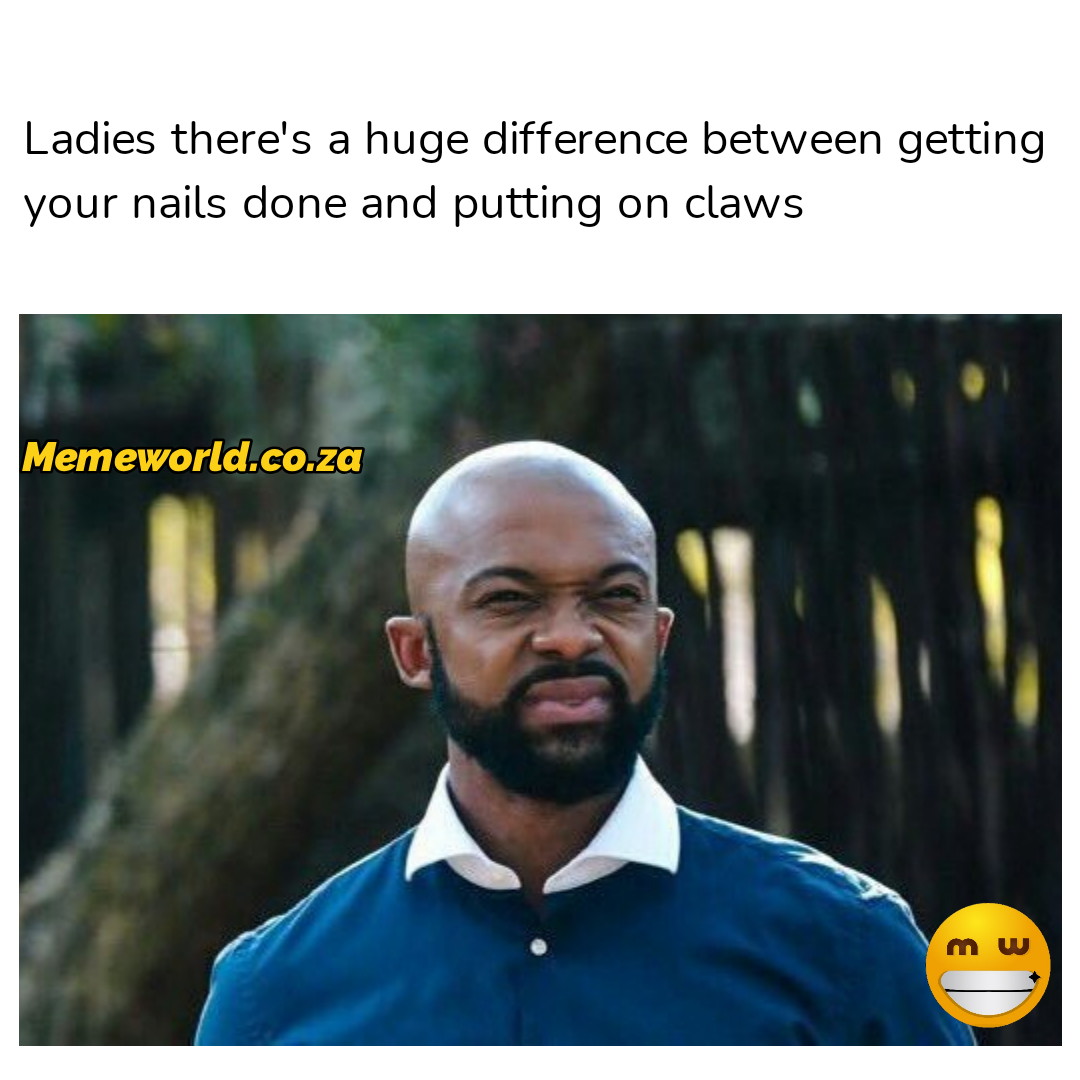 Ladies there's a huge difference between getting
your nails done and putting on claws
Memeworld.co.za
m w